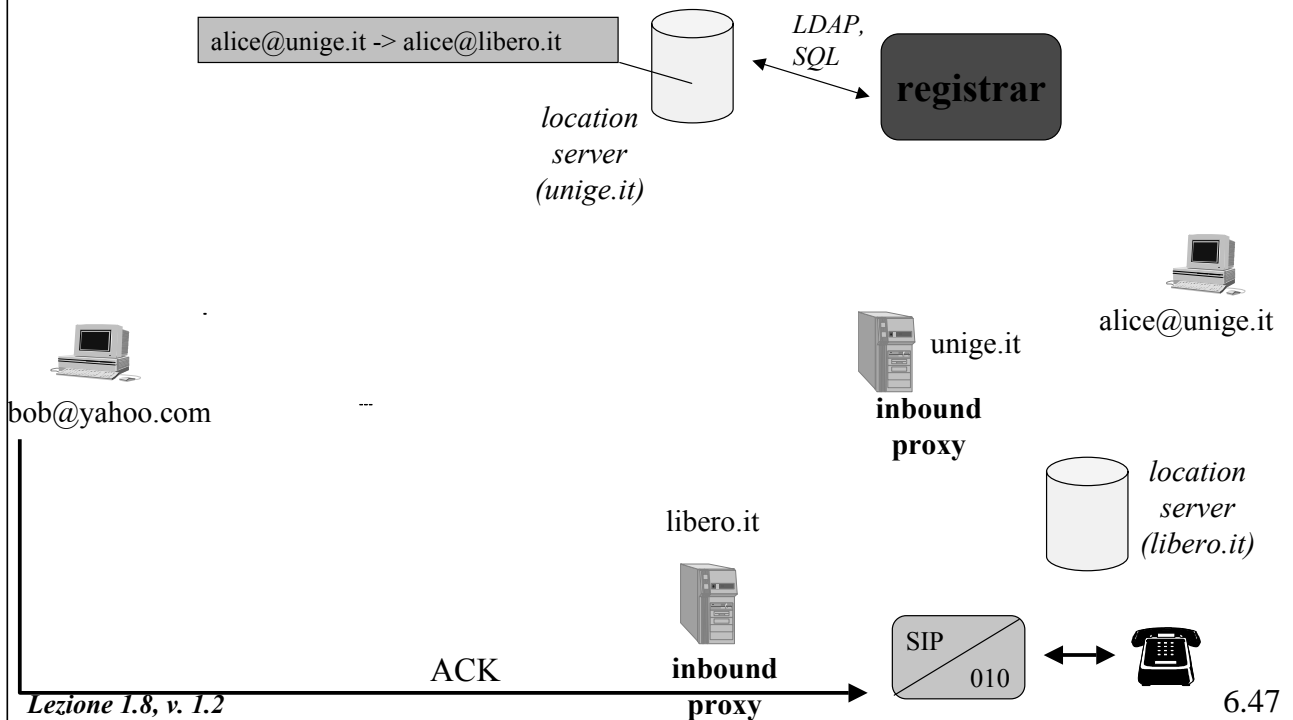 alice@unige.it -> alice@libero.it
LDAP,
SQL
registrar
location
server
(unige.it)
alice@unige.it
unige.it
inbound
proxy
bob@yahoo.com
---
location
server
(libero.it)
libero.it
inbound
proxy
SIP
010
ACK
Lezione 1.8, v. 1.2
6.47